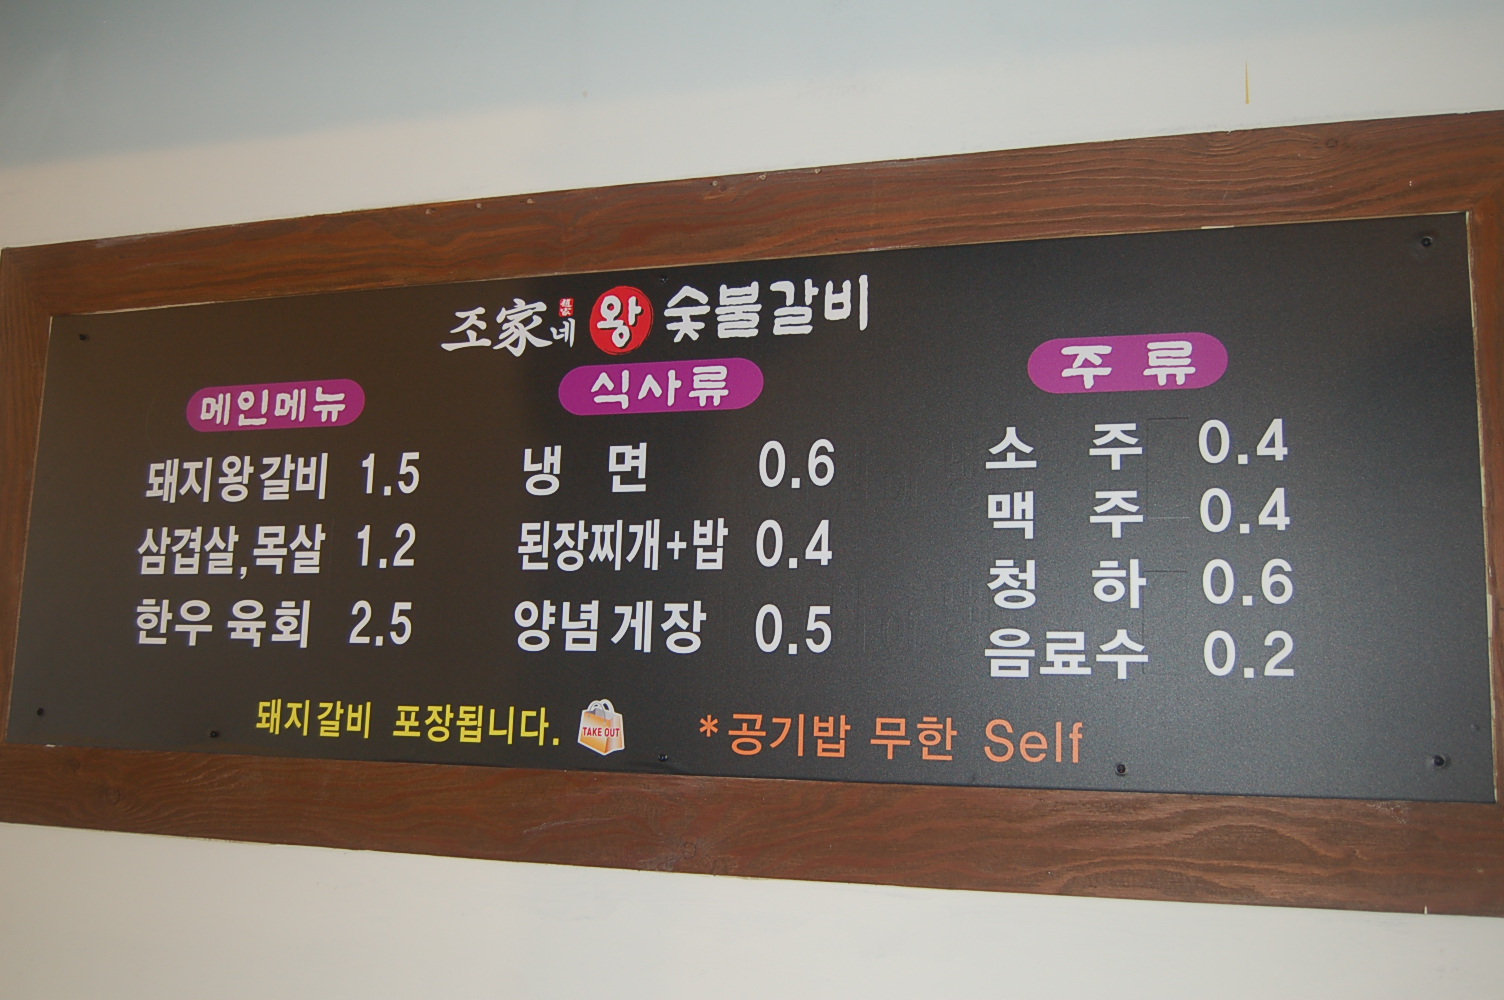 조家네 趙家 왕 숯불갈비
메인메뉴
돼지왕갈비 1.5
삼겹살,목살 1.2
한우 육회 2.5
식사류
냉 면 0.6
된장찌개+밥 0.4
양념게장 0.5
주 류
소 주 0.4
맥 주 0.4
청 하 0.6
음료수 0.2
돼지갈비 포장됩니다. TAKE OUT
*공기밥 무한 Self